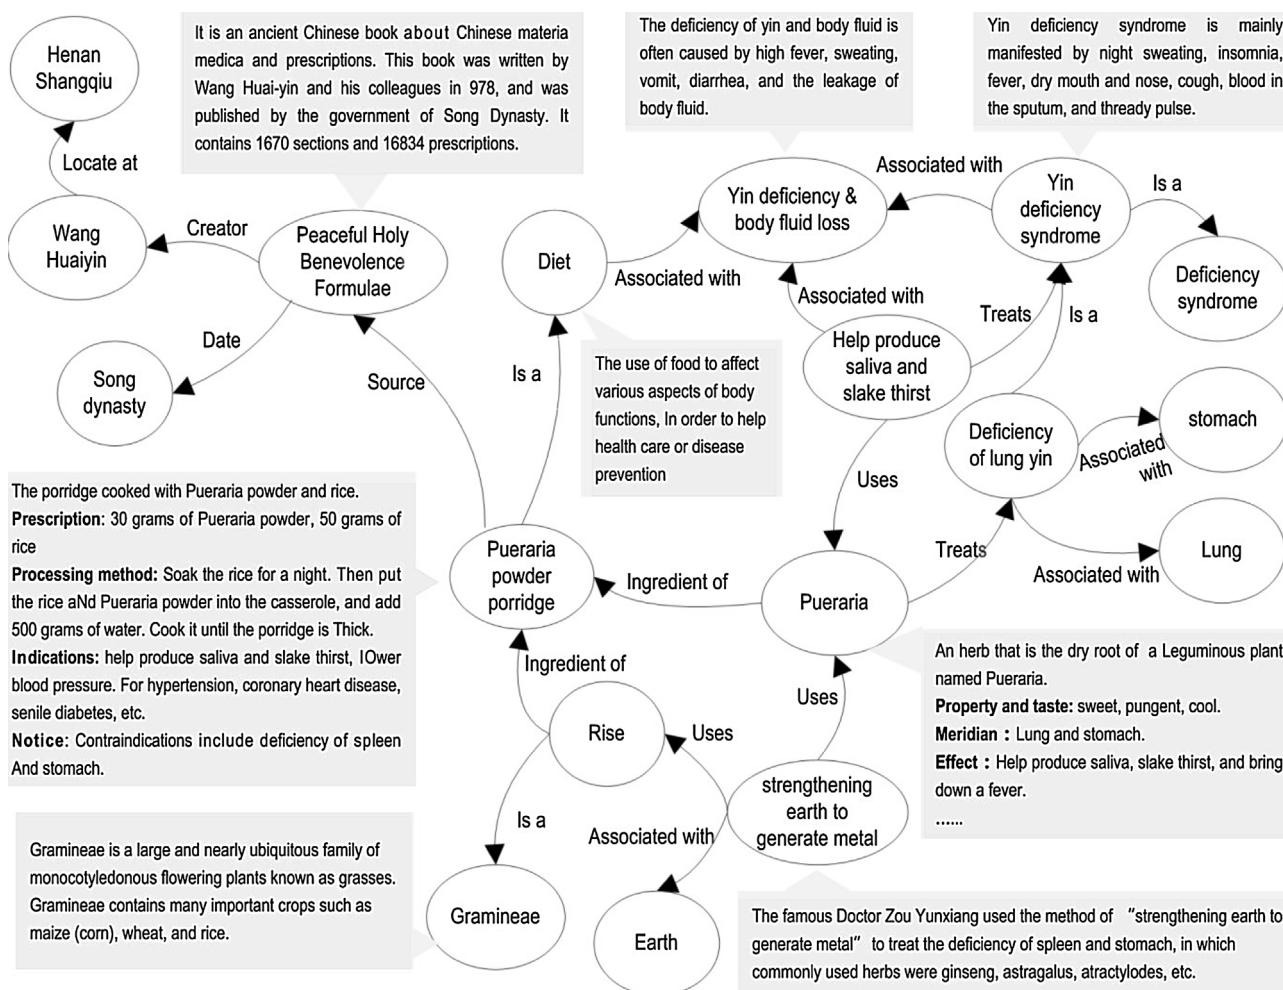 Henan
Shangqiu
It is an ancient Chinese book about Chinese materia
medica and prescriptions. This book was written by
Wang Huai-yin and his colleagues in 978, and was
published by the government of Song Dynasty. It
contains 1670 sections and 16834 prescriptions.
The deficiency of yin and body fluid is
often caused by high fever, sweating,
vomit, diarrhea, and the leakage of
body fluid.
Yin deficiency syndrome is mainly
manifested by night sweating, insomnia,
fever, dry mouth and nose, cough, blood in
the sputum, and thready pulse.
Locate at
Wang
Huaiyin
Creator
Peaceful Holy
Benevolence
Formulae
Diet
Associated with
Yin deficiency &
body fluid loss
Associated with
Yin
deficiency
syndrome
Is a
Deficiency
syndrome
Date
Song
dynasty
Source
Is a
The use of food to affect
various aspects of body
functions, In order to help
health care or disease
prevention
Associated with
Help produce
saliva and
slake thirst
Treats
Is a
Deficiency
of lung yin
Associated
with
stomach
Uses
Treats
Associated with
Lung
The porridge cooked with Pueraria powder and rice.
Prescription: 30 grams of Pueraria powder, 50 grams of
rice
Processing method: Soak the rice for a night. Then put
the rice aNd Pueraria powder into the casserole, and add
500 grams of water. Cook it until the porridge is Thick.
Indications: help produce saliva and slake thirst, lOwer
blood pressure. For hypertension, coronary heart disease,
senile diabetes, etc.
Notice: Contraindications include deficiency of spleen
And stomach.
Pueraria
powder
porridge
Ingredient of
Pueraria
An herb that is the dry root of a Leguminous plant
named Pueraria.
Property and taste: sweet, pungent, cool.
Meridian : Lung and stomach.
Effect : Help produce saliva, slake thirst, and bring
down a fever.
......
Ingredient of
Rise
Uses
Uses
strengthening
earth to
generate metal
Is a
Associated with
Gramineae is a large and nearly ubiquitous family of
monocotyledonous flowering plants known as grasses.
Gramineae contains many important crops such as
maize (corn), wheat, and rice.
Gramineae
Earth
The famous Doctor Zou Yunxiang used the method of "strengthening earth to
generate metal" to treat the deficiency of spleen and stomach, in which
commonly used herbs were ginseng, astragalus, atractylodes, etc.